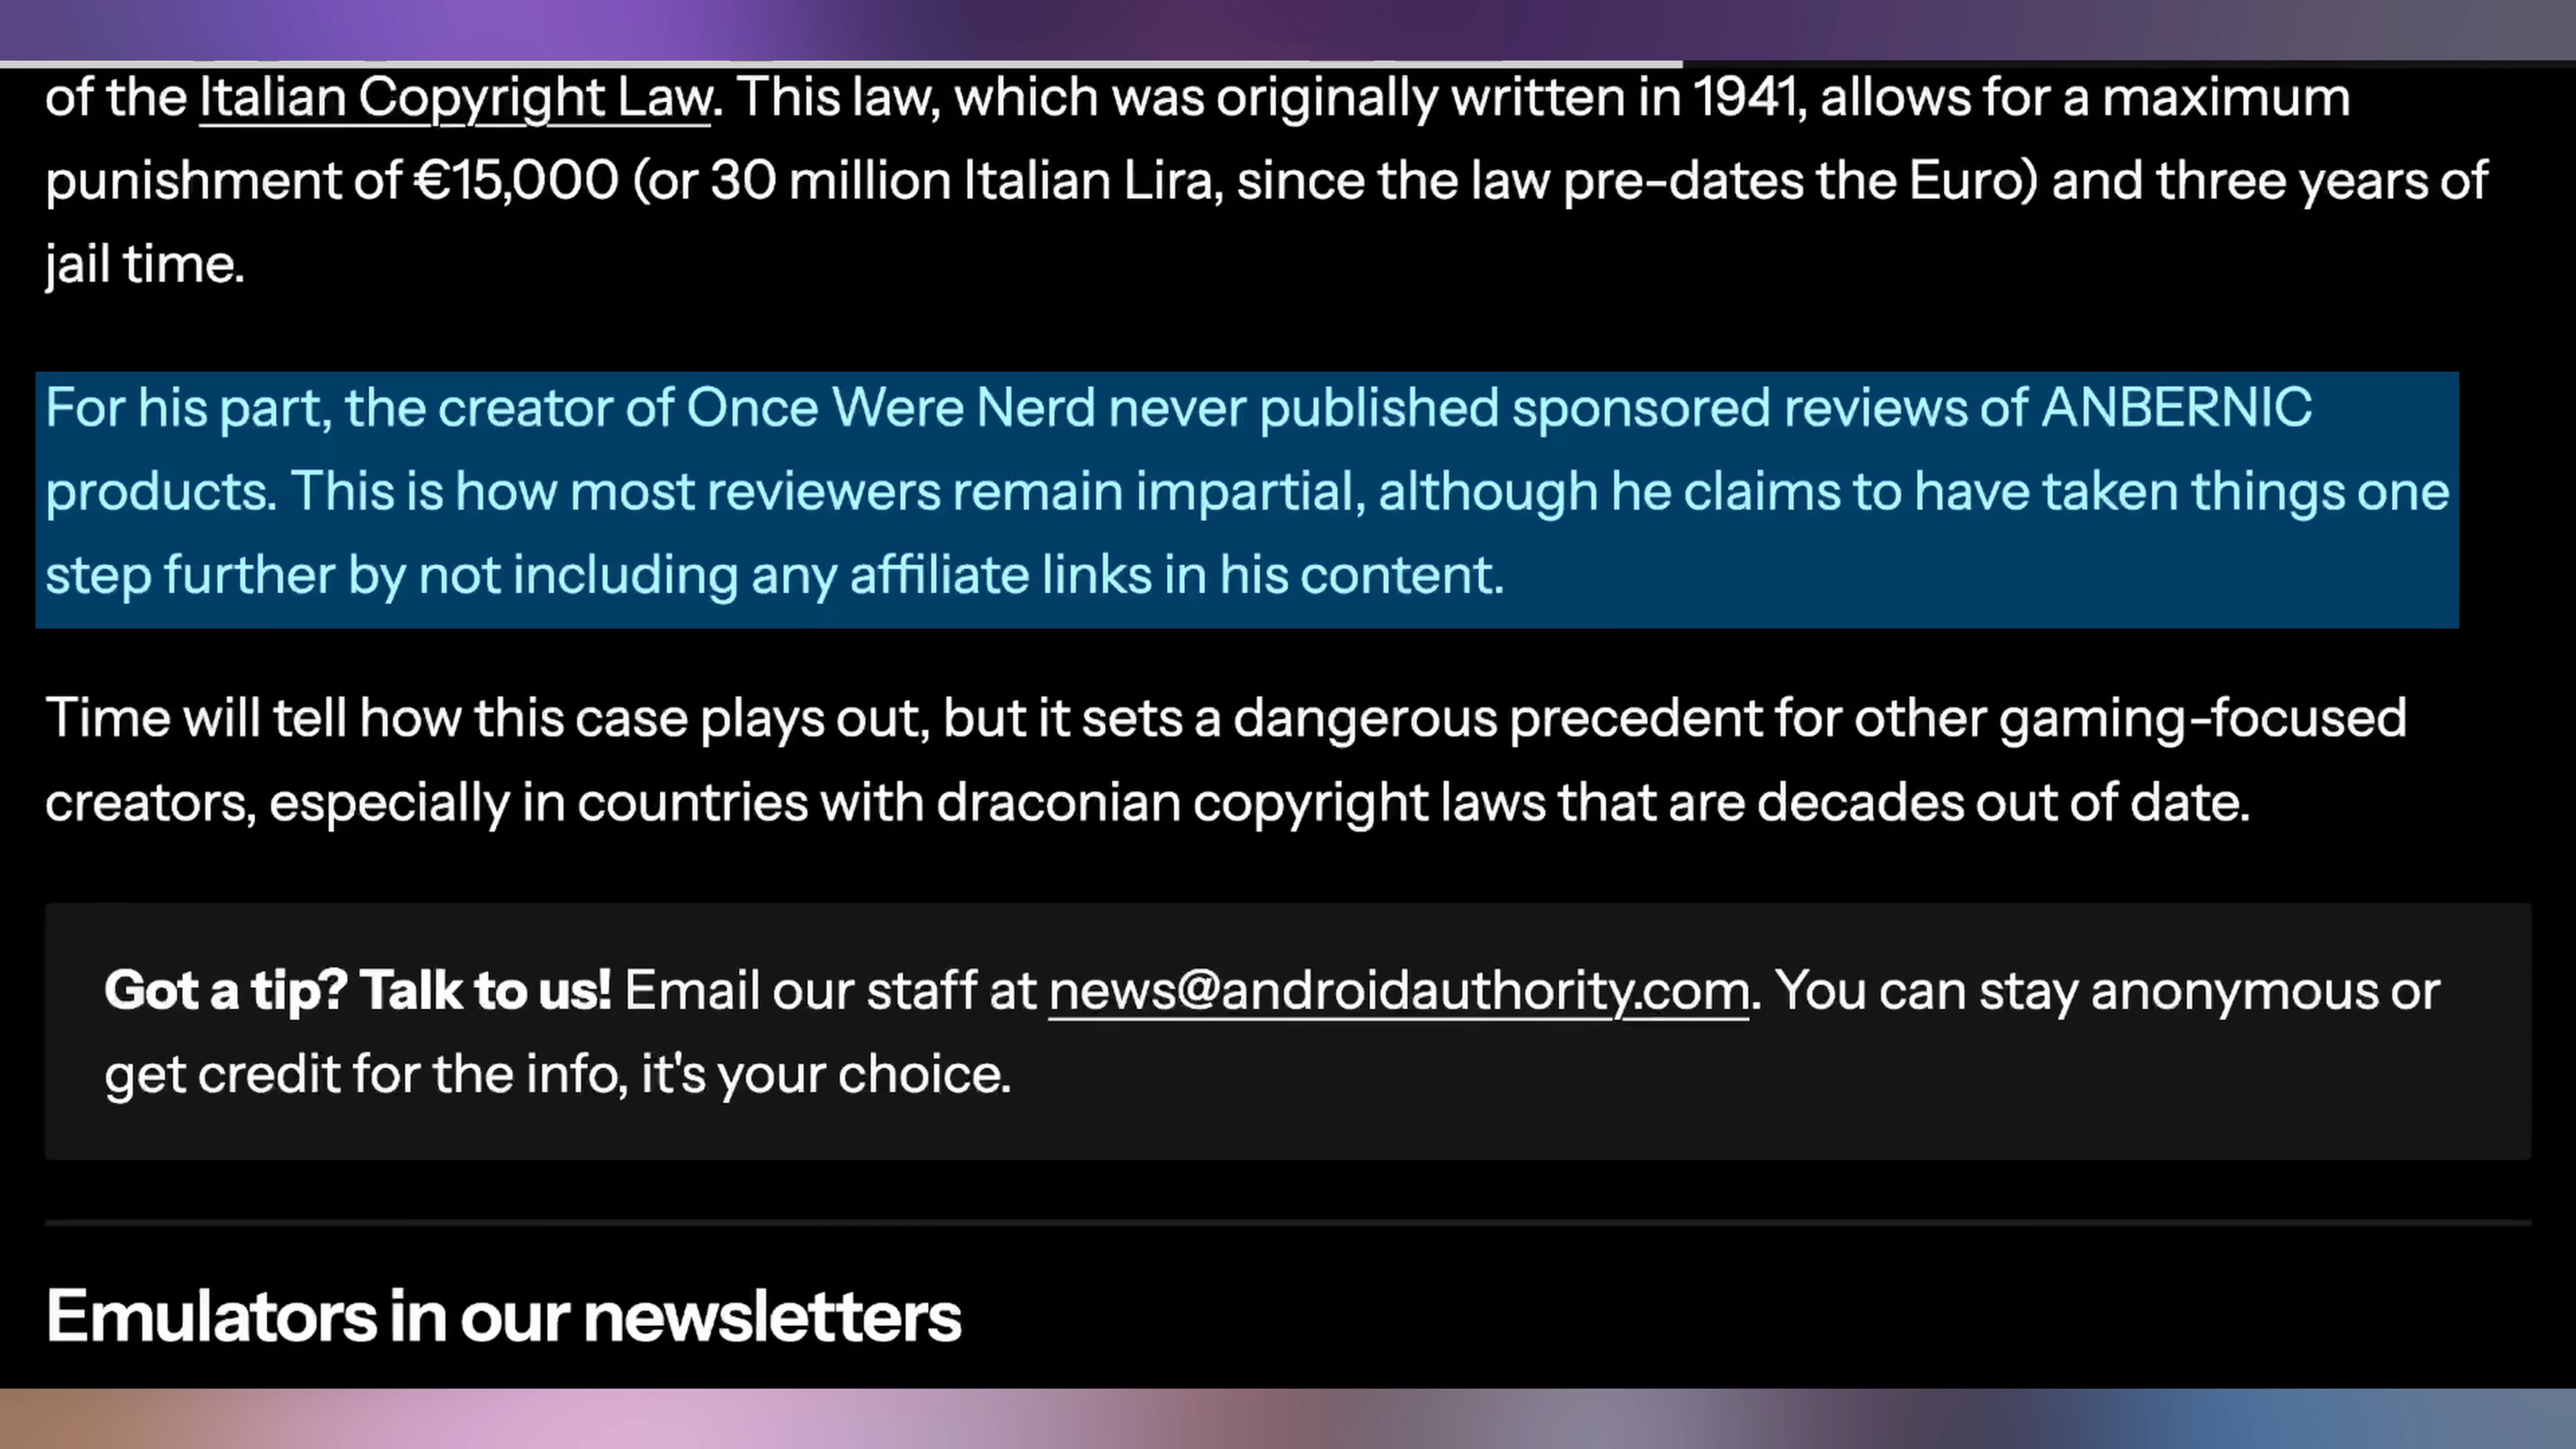 of the Italian Copyright Law. This law, which was originally written in 1941, allows for a maximum
punishment of €15,000 (or 30 million Italian Lira, since the law pre-dates the Euro) and three years of
jail time.
For his part, the creator of Once Were Nerd never published sponsored reviews of ANBERNIC
products. This is how most reviewers remain impartial, although he claims to have taken things one
step further by not including any affiliate links in his content.
Time will tell how this case plays out, but it sets a dangerous precedent for other gaming-focused
creators, especially in countries with draconian copyright laws that are decades out of date.
Got a tip? Talk to us! Email our staff at news@androidauthority.com. You can stay anonymous or
get credit for the info, it's your choice.
Emulators in our newsletters